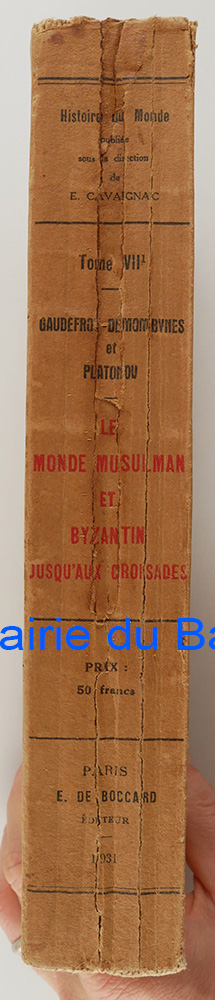 Histoire du Monde
publiée
sous la direction
de
E. CAVAIGNAC
Tome VII¹
GAUDEFROY-DEMOMBYNES
et
PLATONOV
LE
MONDE MUSULMAN
ET
BYZANTIN
JUSQU'AUX CROISADES
airie du Ba
PRIX :
50 francs
PARIS
E. DE BOCCARD
ÉDITEUR
1931